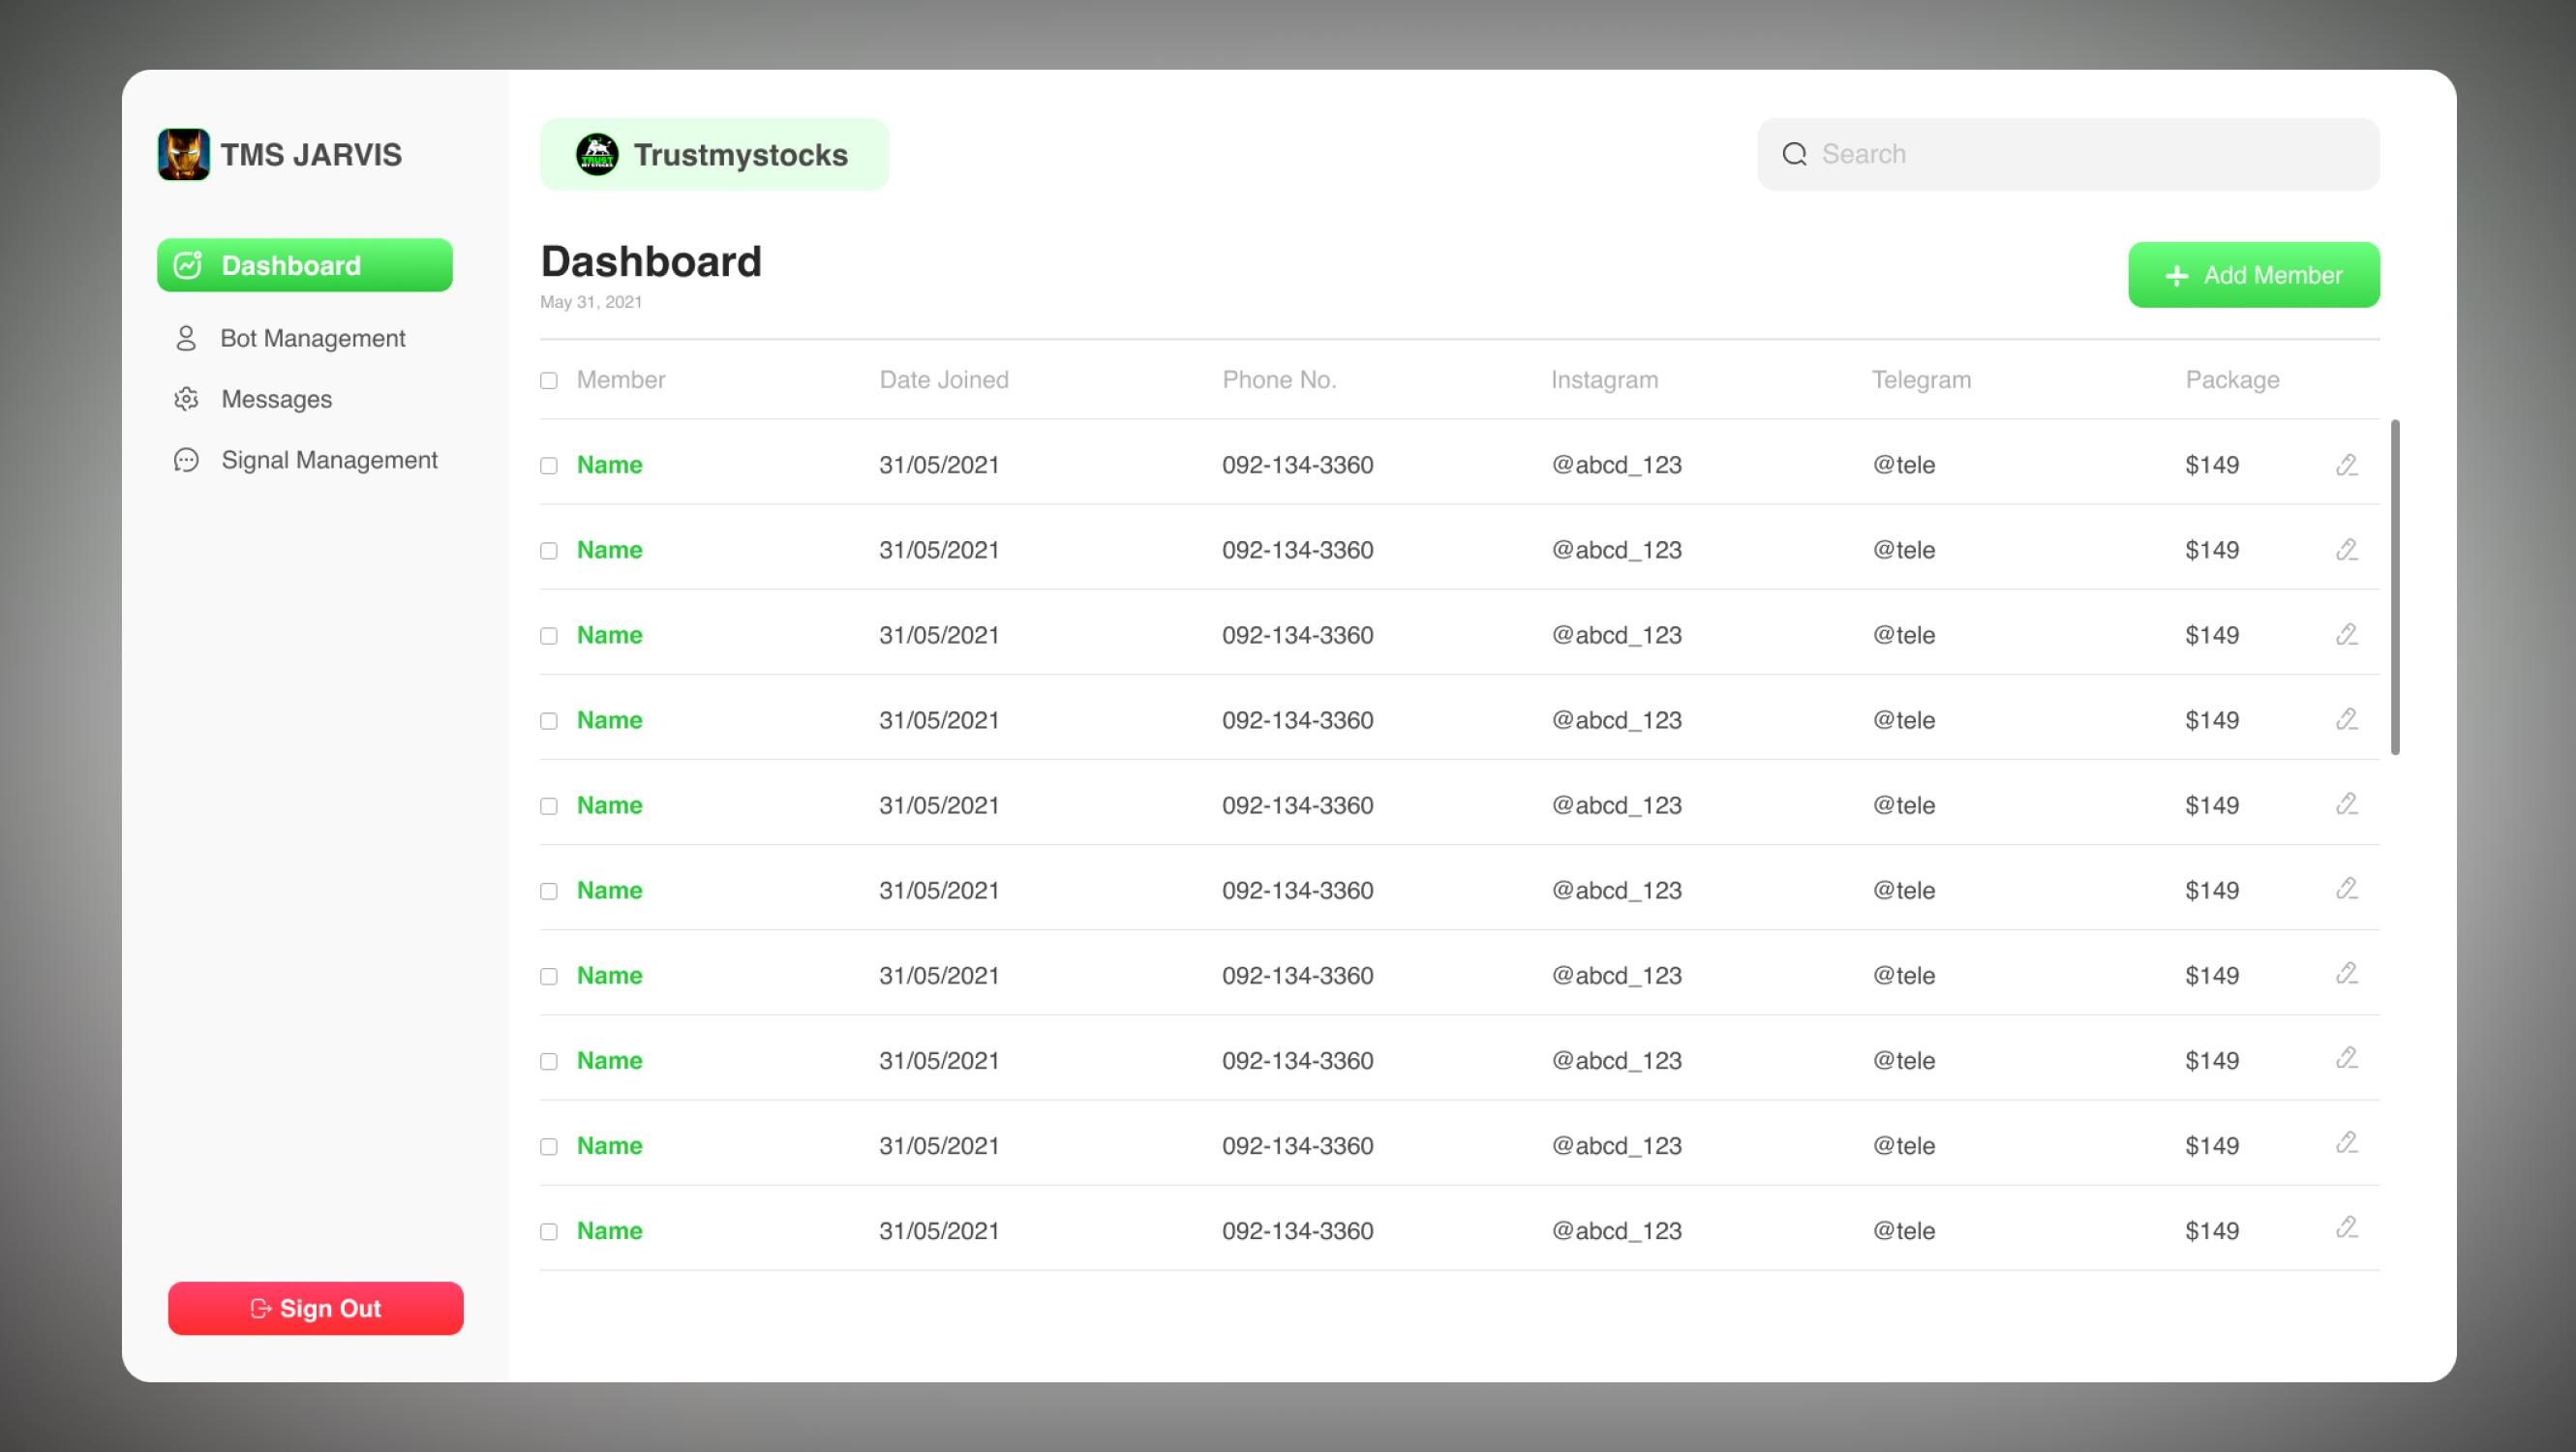 TMS JARVIS
Dashboard
Bot Management
Messages
Signal Management
Sign Out
TRUST
MY STOCKS
Trustmystocks
Search
Dashboard
May 31, 2021
Add Member
Member Date Joined Phone No. Instagram Telegram Package
Name 31/05/2021 092-134-3360 @abcd_123 @tele $149
Name 31/05/2021 092-134-3360 @abcd_123 @tele $149
Name 31/05/2021 092-134-3360 @abcd_123 @tele $149
Name 31/05/2021 092-134-3360 @abcd_123 @tele $149
Name 31/05/2021 092-134-3360 @abcd_123 @tele $149
Name 31/05/2021 092-134-3360 @abcd_123 @tele $149
Name 31/05/2021 092-134-3360 @abcd_123 @tele $149
Name 31/05/2021 092-134-3360 @abcd_123 @tele $149
Name 31/05/2021 092-134-3360 @abcd_123 @tele $149
Name 31/05/2021 092-134-3360 @abcd_123 @tele $149